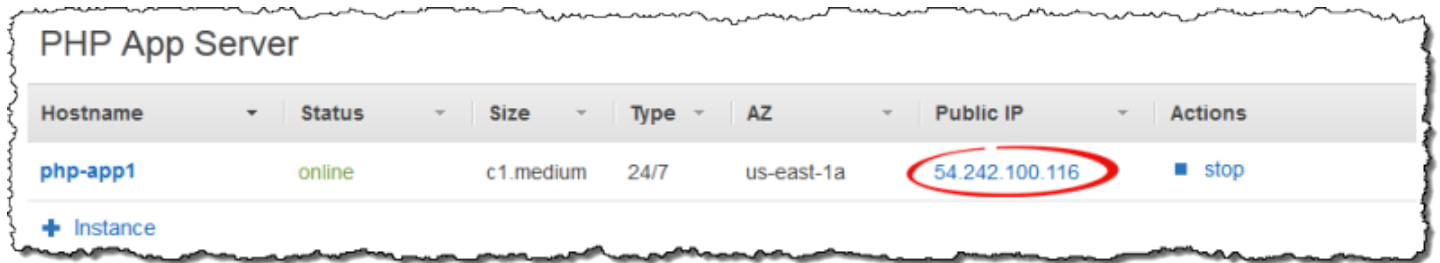 PHP App Server
Hostname Status Size Type AZ Public IP Actions
php-app1 online c1.medium 24/7 us-east-1a 54.242.100.116 stop
Instance